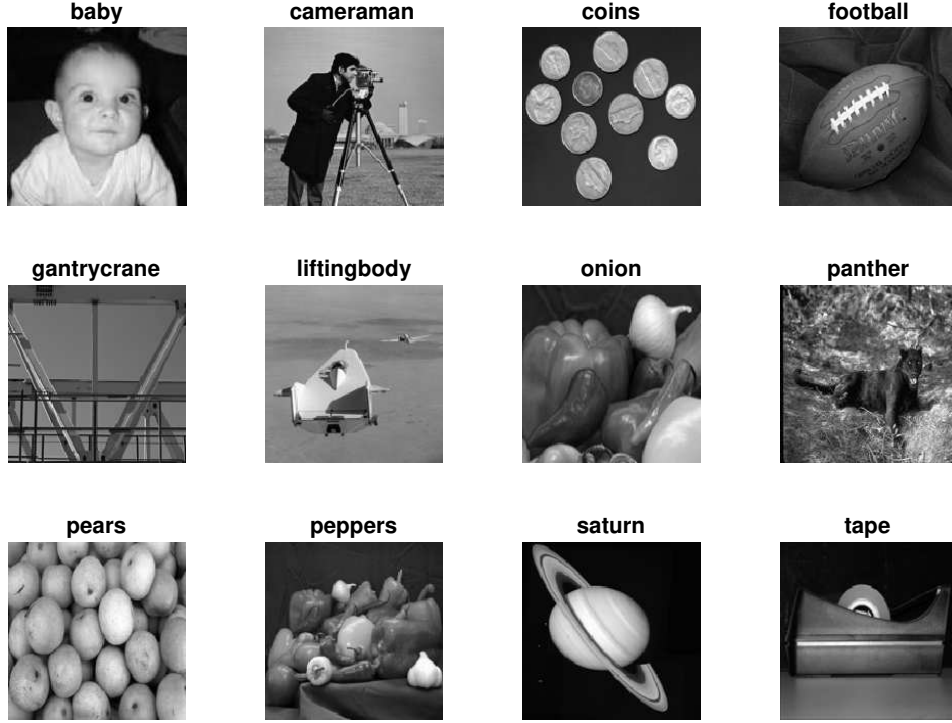 baby
cameraman
coins
football
gantrycrane
liftingbody
onion
panther
pears
peppers
saturn
tape